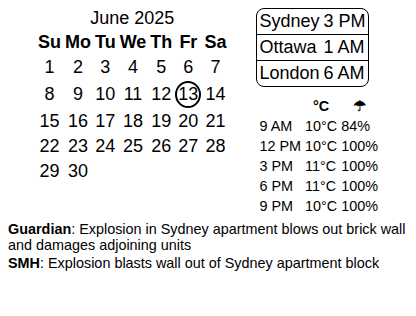 June 2025
Su Mo Tu We Th Fr Sa
1 2 3 4 5 6 7
8 9 10 11 12 13 14
15 16 17 18 19 20 21
22 23 24 25 26 27 28
29 30
Sydney 3 PM
Ottawa 1 AM
London 6 AM
°C ☂
9 AM 10°C 84%
12 PM 10°C 100%
3 PM 11°C 100%
6 PM 11°C 100%
9 PM 10°C 100%
Guardian: Explosion in Sydney apartment blows out brick wall
and damages adjoining units
SMH: Explosion blasts wall out of Sydney apartment block